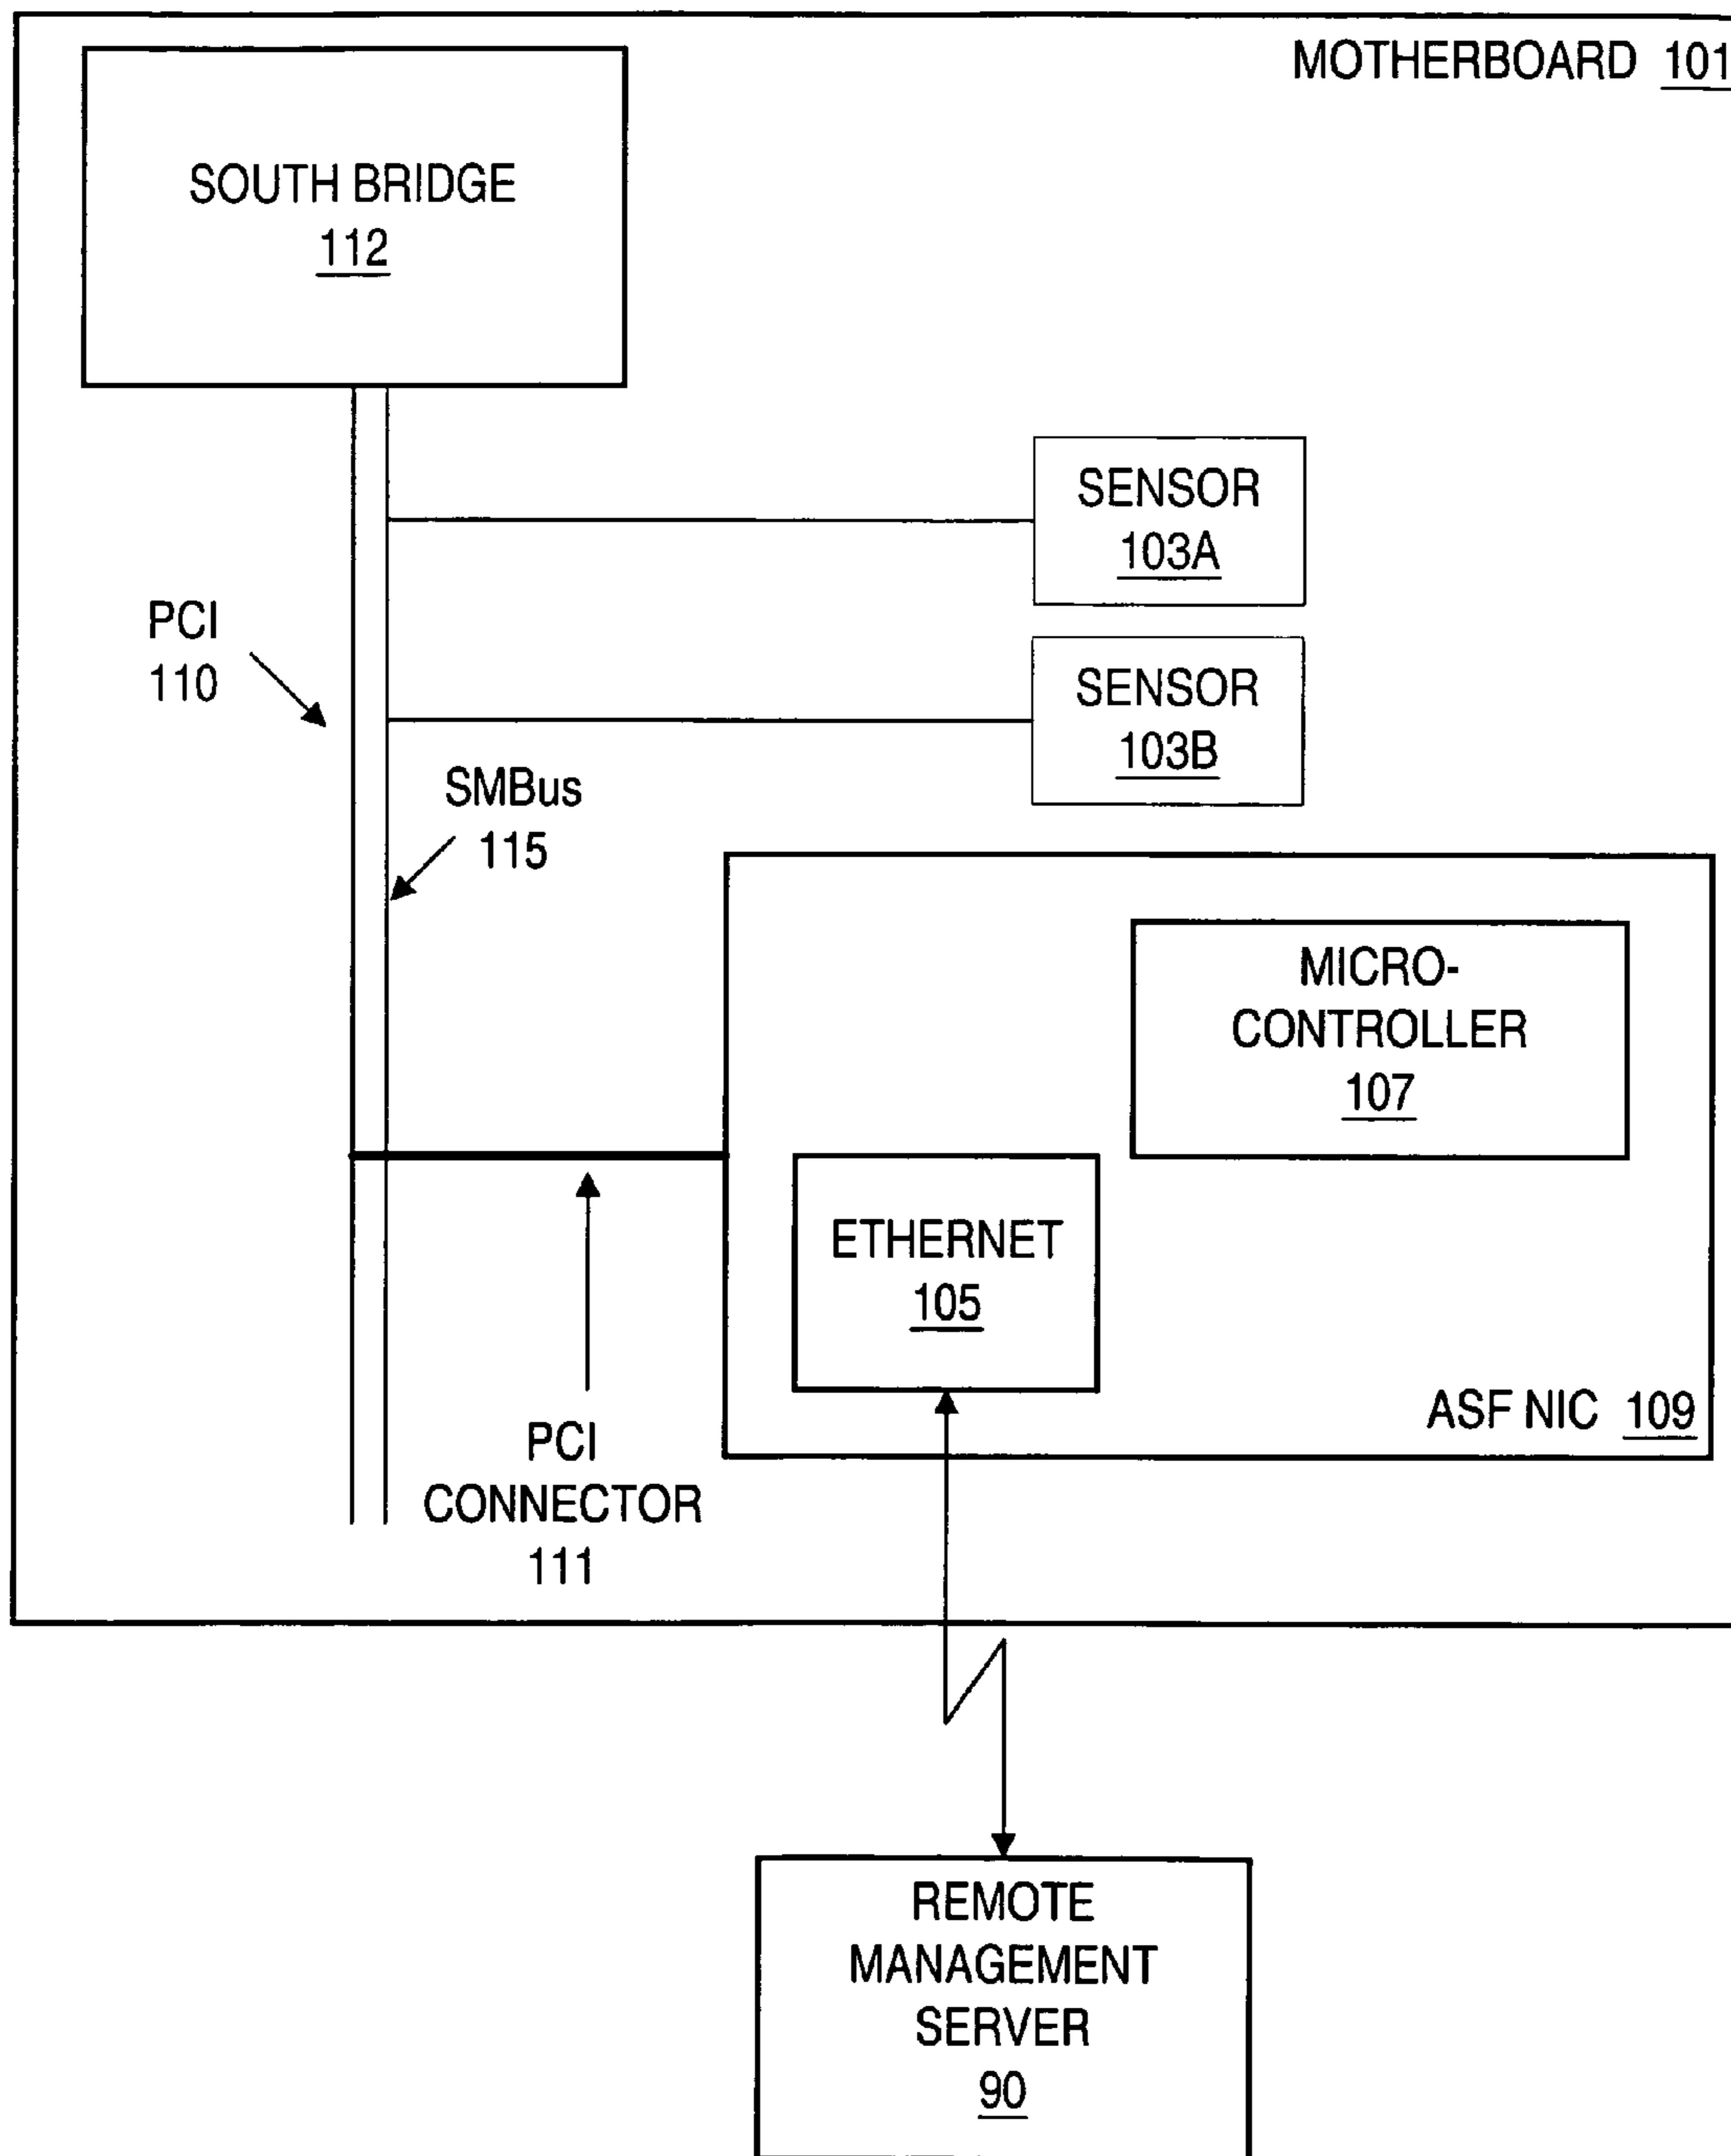 MOTHERBOARD 101
SOUTH BRIDGE
112
SENSOR
103A
PCI
110
SENSOR
103B
SMBus
115
MICRO-
CONTROLLER
107
ETHERNET
105
ASF NIC 109
PCI
CONNECTOR
111
REMOTE
MANAGEMENT
SERVER
90